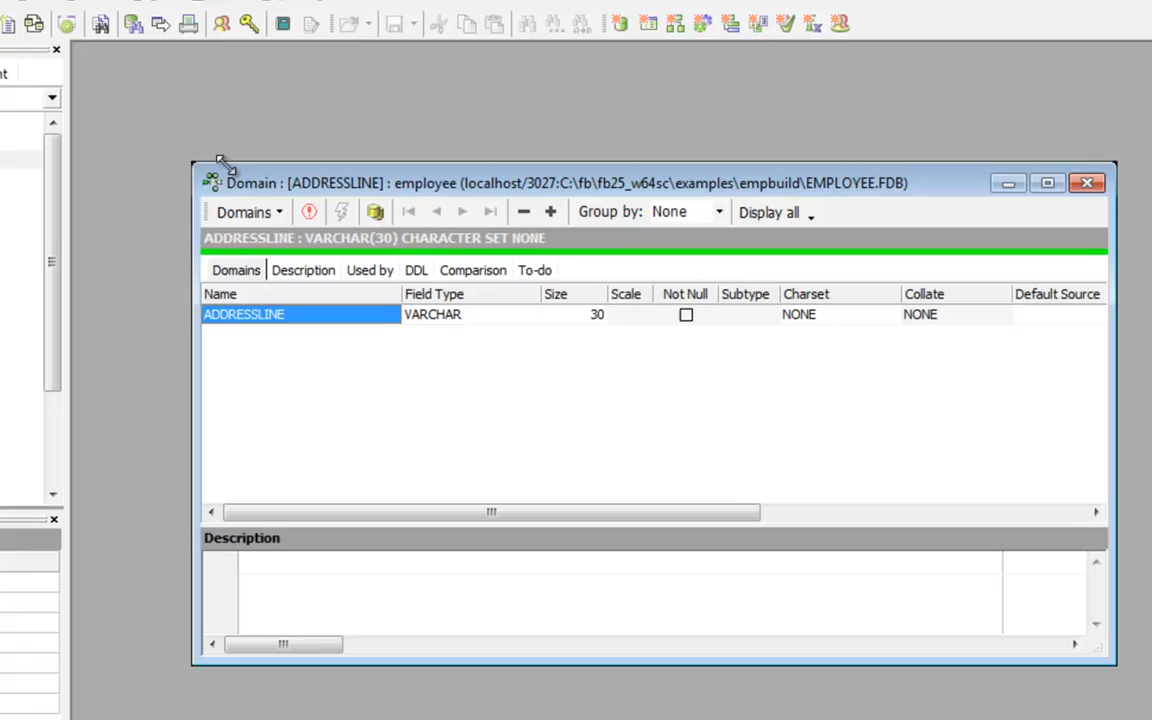 nt
Domain : [ADDRESSLINE] : employee (localhost/3027:C:\fb\fb25_w64sc\examples\empbuild\EMPLOYEE.FDB)
Domains Group by: None Display all
ADDRESSLINE : VARCHAR(30) CHARACTER SET NONE
Domains Description Used by DDL Comparison To-do
Name Field Type Size Scale Not Null Subtype Charset Collate Default Source
ADDRESSLINE VARCHAR 30 NONE NONE
Description